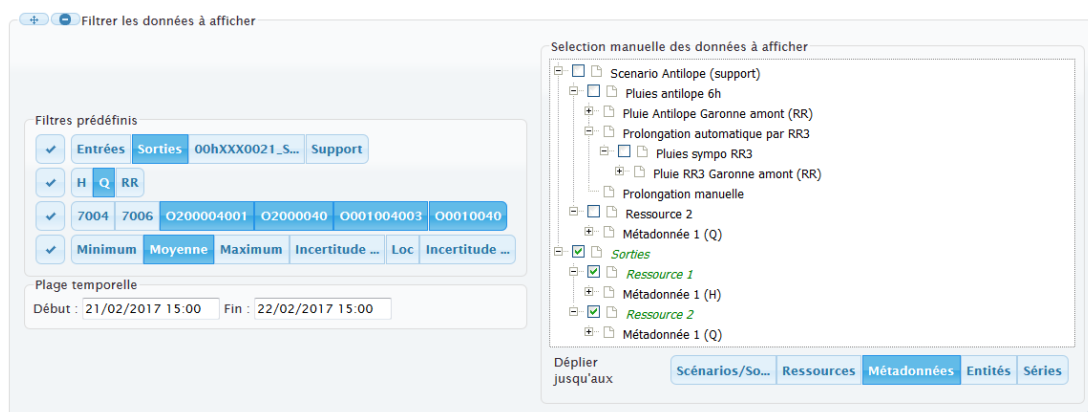 Filtrer les données à afficher
Filtres prédéfinis
Entrées Sorties 00hXXX0021_S... Support
H Q RR
7004 7006 O200004001 O2000040 O001004003 O0010040
Minimum Moyenne Maximum Incertitude ... Loc Incertitude ...
Plage temporelle
Début : 21/02/2017 15:00 Fin : 22/02/2017 15:00
Selection manuelle des données à afficher
Scenario Antilope (support)
Pluies antilope 6h
Pluie Antilope Garonne amont (RR)
Prolongation automatique par RR3
Pluies sympo RR3
Pluie RR3 Garonne amont (RR)
Prolongation manuelle
Ressource 2
Métadonnée 1 (Q)
Sorties
Ressource 1
Métadonnée 1 (H)
Ressource 2
Métadonnée 1 (Q)
Déplier
jusqu'aux
Scénarios/So... Ressources Métadonnées Entités Séries